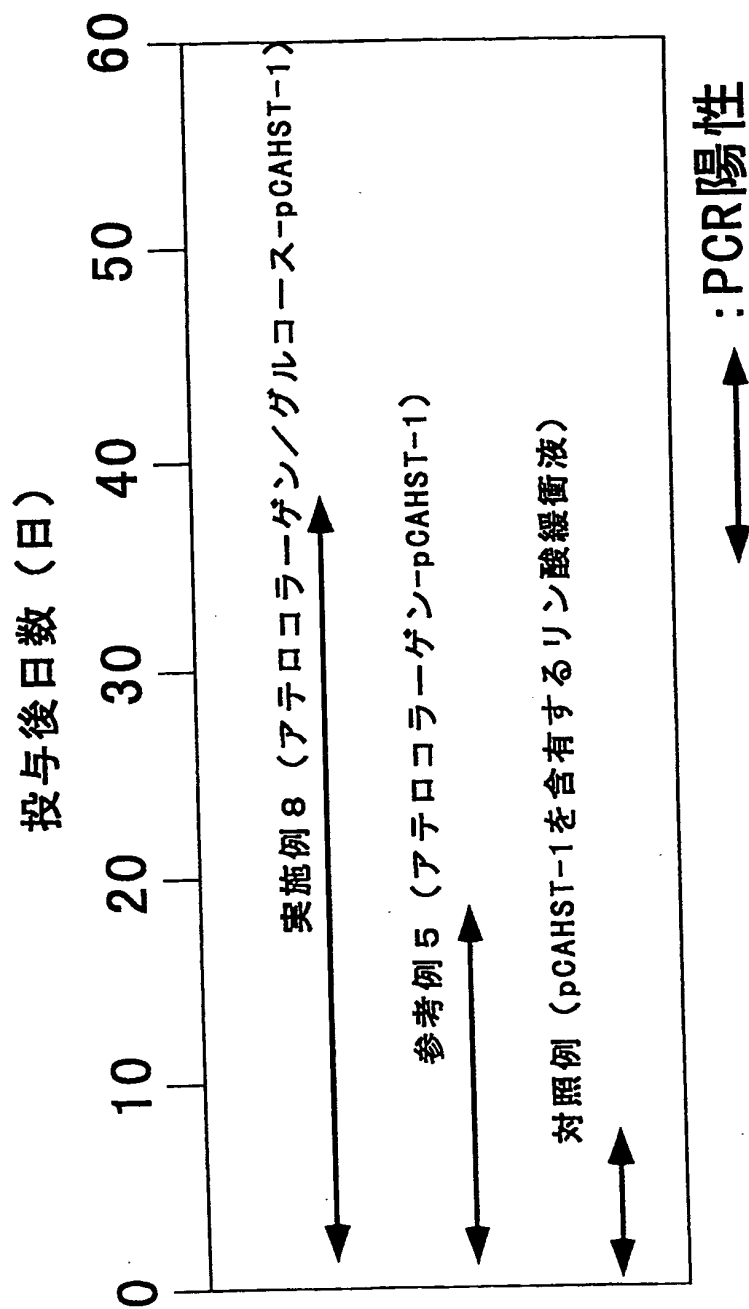 投与後日数（日）
0 10 20 30 40 50 60
実施例8（アテロコラーゲン／グルコース-pCAHST-1）
参考例5（アテロコラーゲン-pCAHST-1）
対照例（pCAHST-1を含有するリン酸緩衝液）
：PCR陽性